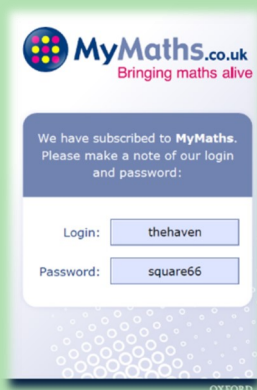 MyMaths.co.uk
Bringing maths alive
We have subscribed to MyMaths.
Please make a note of our login
and password:
Login: thehaven
Password: square66
OXFORD